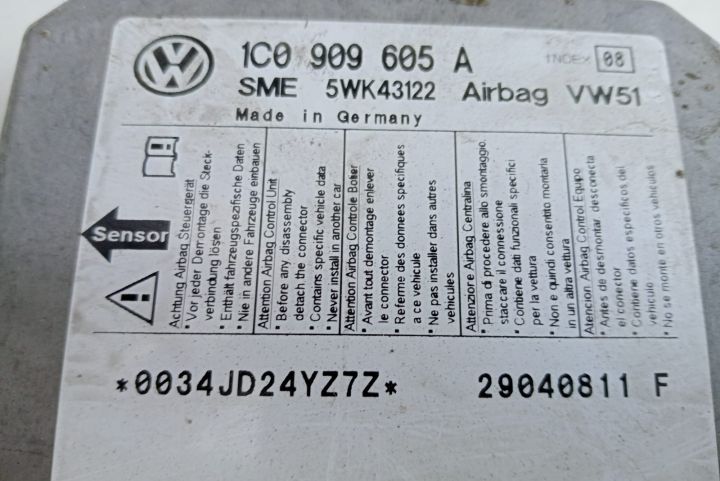 VW
1C0 909 605 A
INDEX 08
SME 5WK43122 Airbag VW51
Made in Germany
Sensor
Achtung Airbag Steuergerät
• Vor jeder Demontage die Steck-
verbindung lösen
• Enthält fahrzeugspezifische Daten
• Nie in andere Fahrzeuge einbauen
Attention Airbag Control Unit
• Before any disassembly
detach the connector
• Contains specific vehicle data
• Never install in another car
Attention Airbag Controle Boîtier
• Avant tout demontage enlever
le connector
• Referme des donnees specifiques
a ce vehicule
• Ne pas installer dans autres
vehicules
Attenziore Airbag Centralina
• Prima di procedere allo smontaggio,
staccare il connessione
• Contiene dati funzionali specifici
per la vettura
• Non e quindi consentito montarla
in un altra vettura
Atencion Airbag Control Equipo
• Antes de desmontar desconecta
el conector
• Contiene datos especificos del
vehiculo
• No se monte en otros vehiculos
*0034JD24YZ7Z* 29040811 F